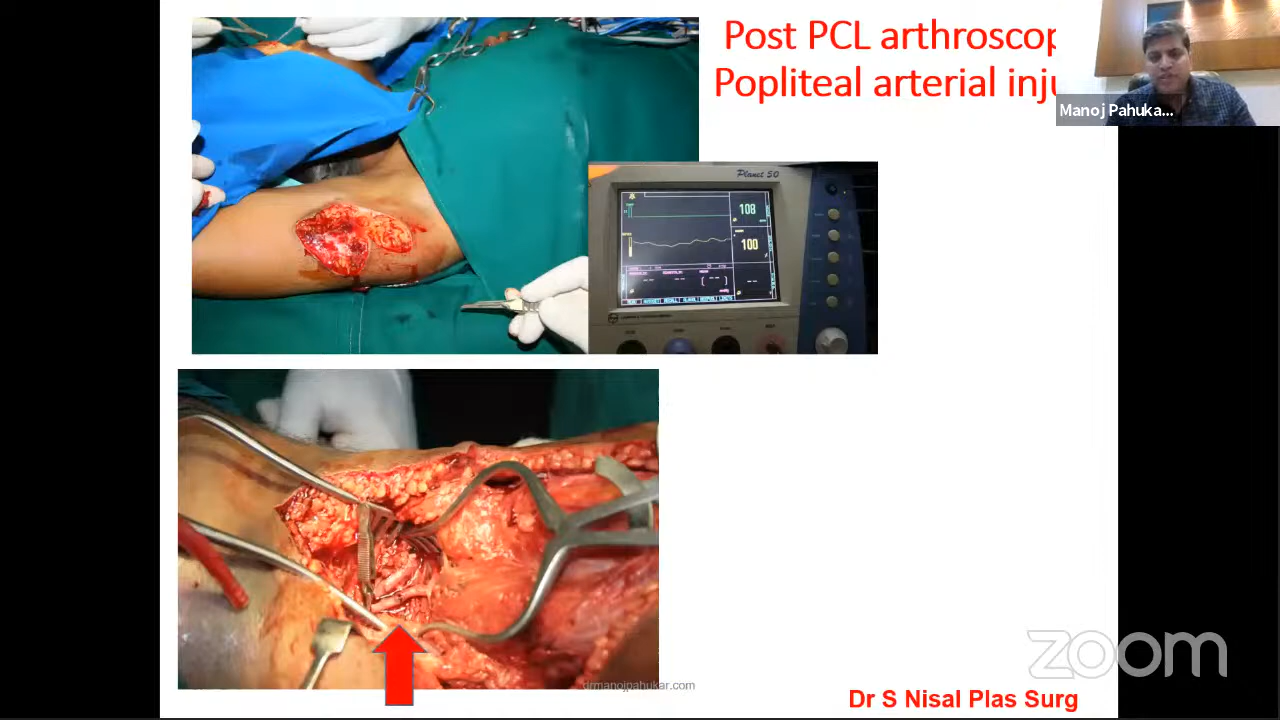 Post PCL arthroscop
Popliteal arterial inju
Manoj Pahuka...
Planet 50
108
100
drmanojpahukar.com
zoom
Dr S Nisal Plas Surg